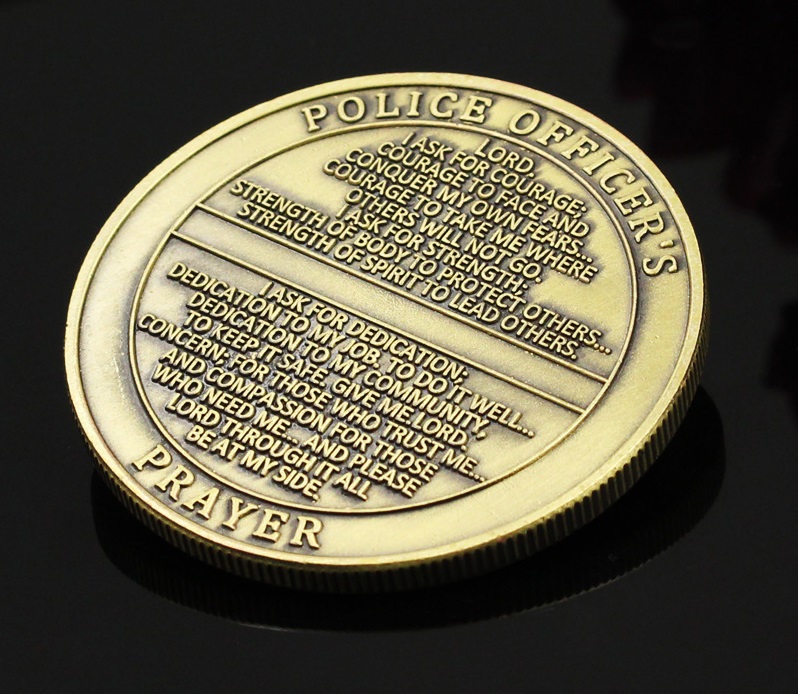 POLICE OFFICER'S
LORD,
I ASK FOR COURAGE;
COURAGE TO FACE AND
CONQUER MY OWN FEARS...
COURAGE TO TAKE ME WHERE
OTHERS WILL NOT GO.
I ASK FOR STRENGTH;
STRENGTH OF BODY TO PROTECT OTHERS...
STRENGTH OF SPIRIT TO LEAD OTHERS.
I ASK FOR DEDICATION;
DEDICATION TO MY JOB, TO DO IT WELL...
DEDICATION TO MY COMMUNITY,
TO KEEP IT SAFE. GIVE ME LORD,
CONCERN; FOR THOSE WHO TRUST ME...
AND COMPASSION FOR THOSE
WHO NEED ME... AND PLEASE
LORD THROUGH IT ALL
BE AT MY SIDE.
PRAYER